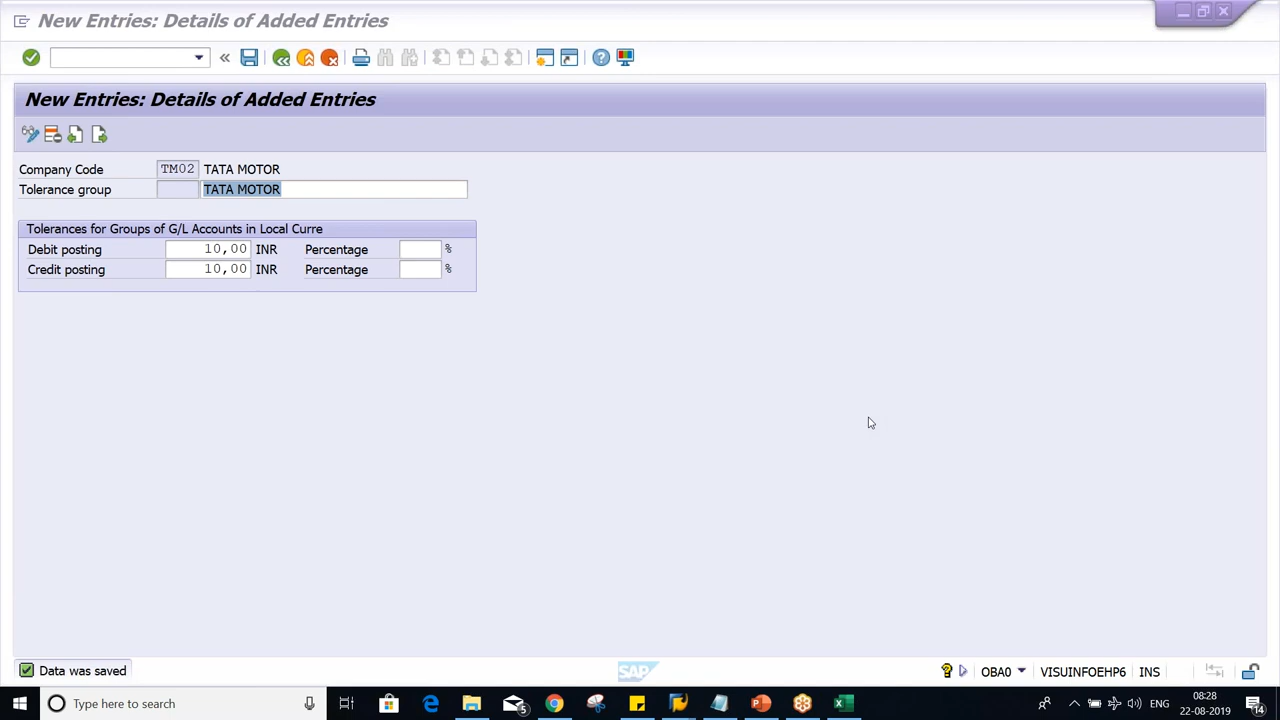 New Entries: Details of Added Entries
New Entries: Details of Added Entries
Company Code TM02 TATA MOTOR
Tolerance group TATA MOTOR
Tolerances for Groups of G/L Accounts in Local Curre
Debit posting 10,00 INR Percentage %
Credit posting 10,00 INR Percentage %
Data was saved
SAP
OBA0 VISUINFOEHP6 INS
Type here to search
5
ENG
08:28
22-08-2019
14